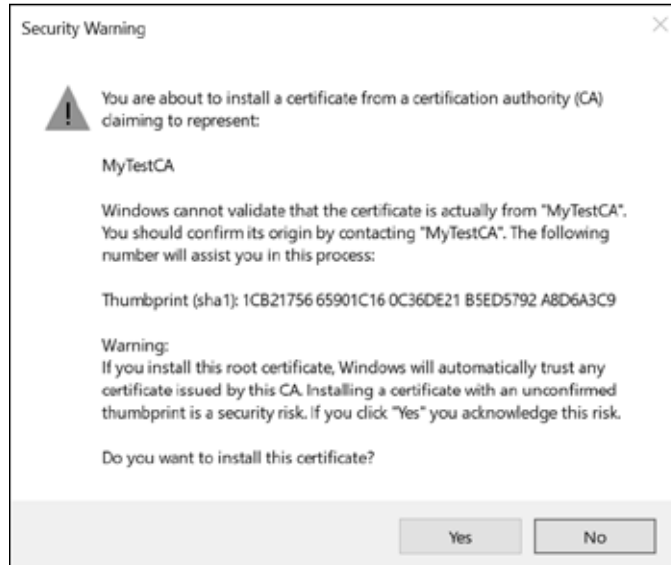 Security Warning
You are about to install a certificate from a certification authority (CA)
claiming to represent:
MyTestCA
Windows cannot validate that the certificate is actually from "MyTestCA".
You should confirm its origin by contacting "MyTestCA". The following
number will assist you in this process:
Thumbprint (sha1): 1CB21756 65901C16 0C36DE21 B5ED5792 A8D6A3C9
Warning:
If you install this root certificate, Windows will automatically trust any
certificate issued by this CA. Installing a certificate with an unconfirmed
thumbprint is a security risk. If you click "Yes" you acknowledge this risk.
Do you want to install this certificate?
Yes No